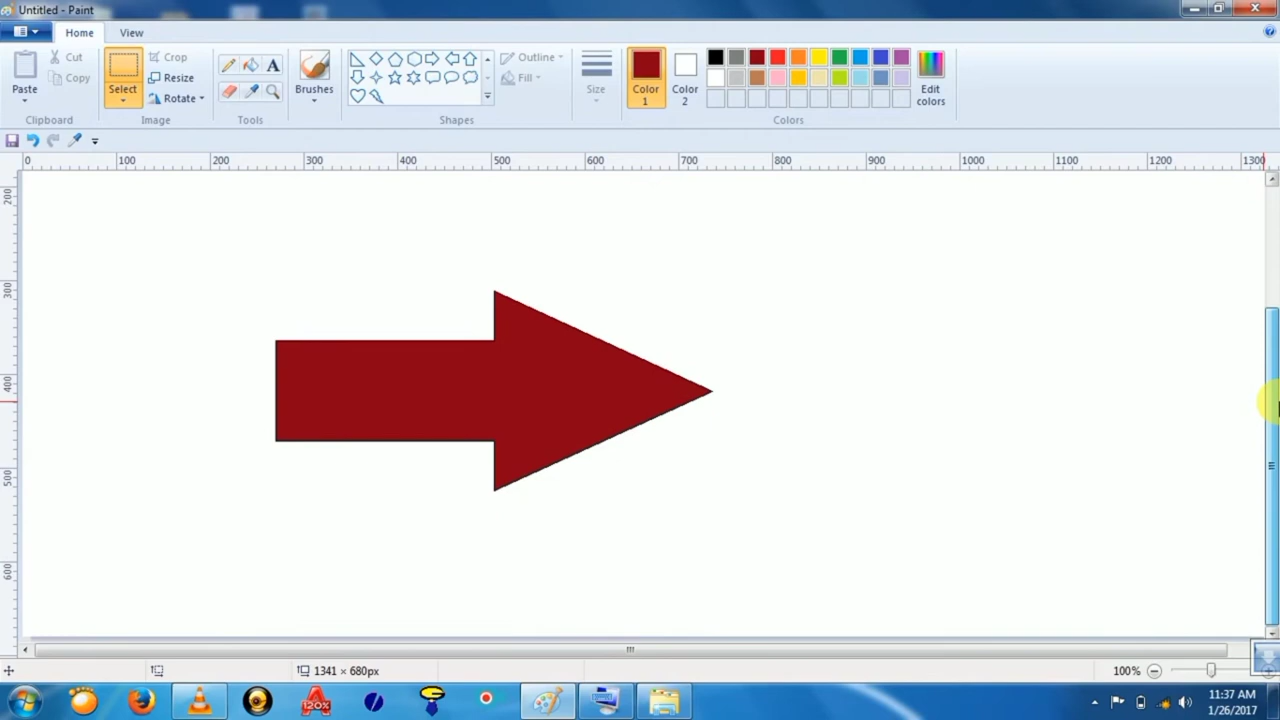 Untitled - Paint
Home View
Paste
Cut
Copy
Clipboard
Select
Crop
Resize
Rotate
Image
A
Tools
Brushes
Outline
Fill
Shapes
Size
Color 1
Color 2
Edit colors
Colors
0 100 200 300 400 500 600 700 800 900 1000 1100 1200 1300
200
300
400
500
600
1341 × 680px
100%
120%
11:37 AM
1/26/2017